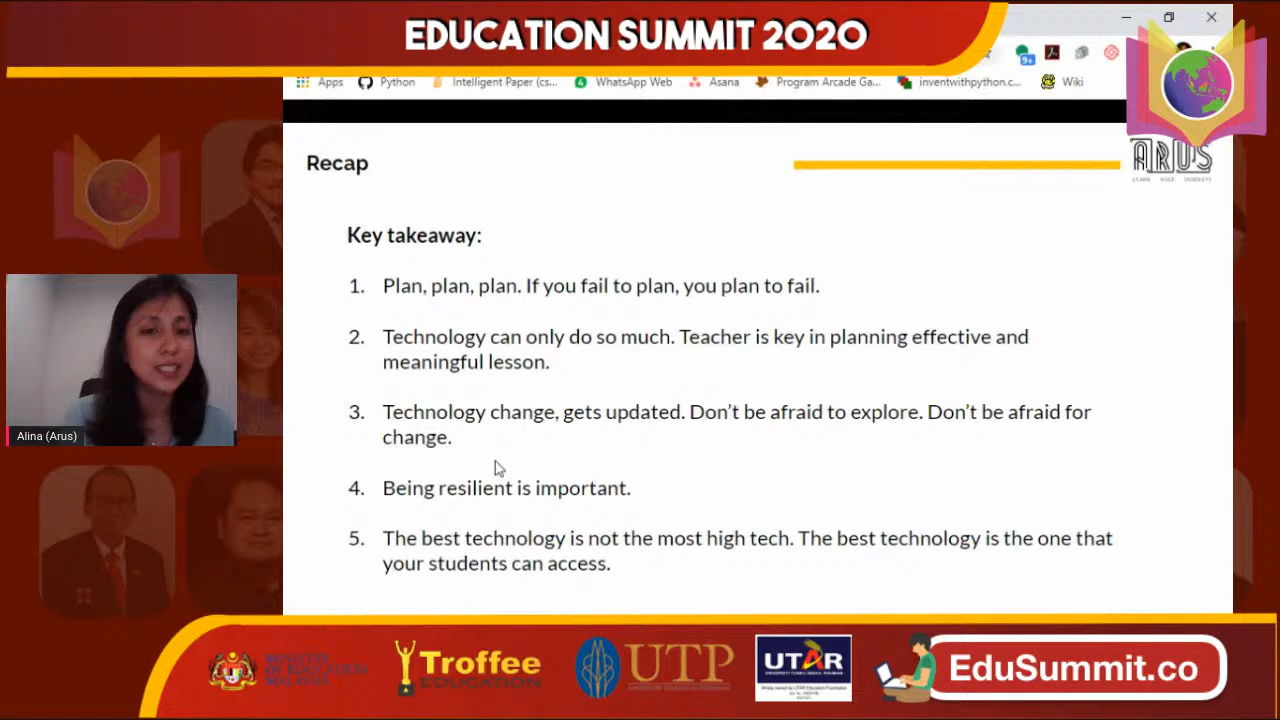 EDUCATION SUMMIT 2020
9+
Apps Python Intelligent Paper (cs... WhatsApp Web Asana Program Arcade Ga... inventwithpython.c... Wiki
Recap
ARUS
Key takeaway:
1. Plan, plan, plan. If you fail to plan, you plan to fail.
2. Technology can only do so much. Teacher is key in planning effective and
meaningful lesson.
3. Technology change, gets updated. Don't be afraid to explore. Don't be afraid for
change.
4. Being resilient is important.
5. The best technology is not the most high tech. The best technology is the one that
your students can access.
Alina (Arus)
MINISTRY
OF EDUCATION
MALAYSIA
Troffee
EDUCATION
UTP
UTAR
EduSummit.co